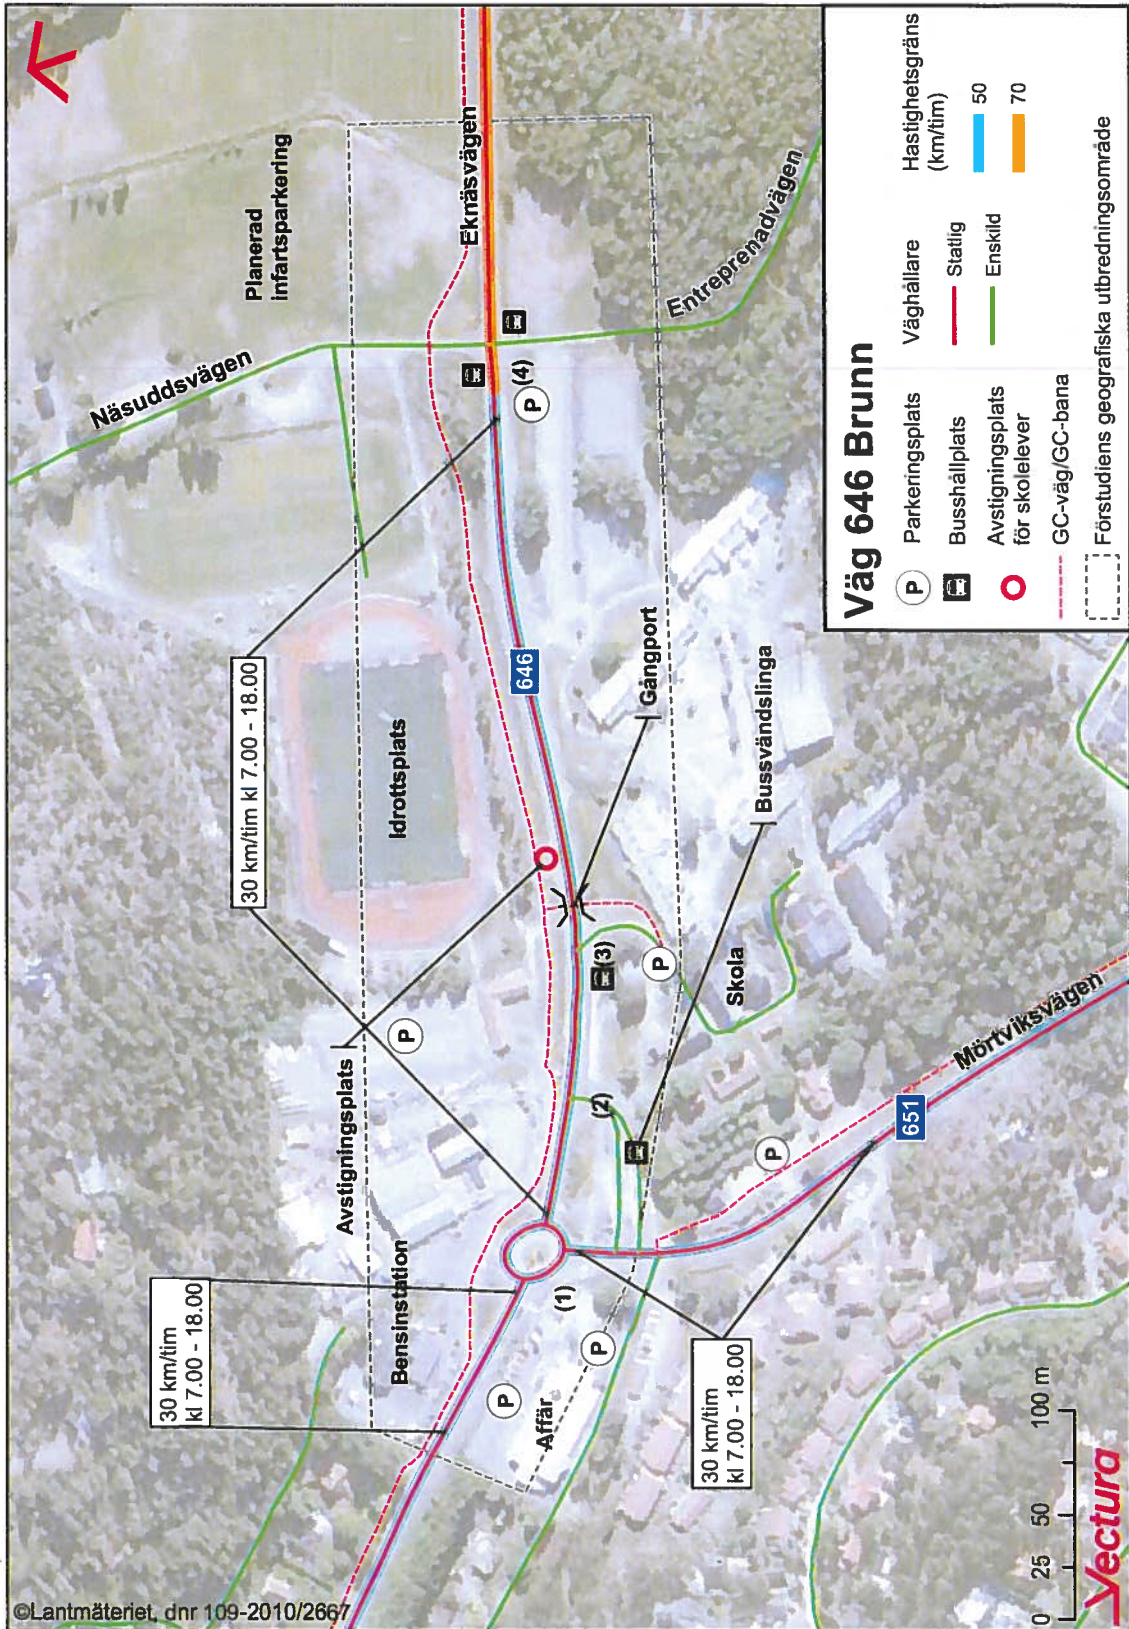 Näsuddsvägen
Planerad
infartsparkering
Eknäsvägen
Entreprenadvägen
30 km/tim kl 7.00 - 18.00
Idrottsplats
646
(4)
P
Gångport
Bussvändslinga
Avstigningsplats
P
(3)
P
Skola
Mörtviksvägen
651
(2)
P
30 km/tim
kl 7.00 - 18.00
Bensinstation
(1)
P
P
Affär
30 km/tim
kl 7.00 - 18.00
Väg 646 Brunn
P
Parkeringsplats
Busshållplats
Avstigningsplats
för skolelever
GC-väg/GC-bana
Förstudiens geografiska utbredningsområde
Väghållare
Statlig
Enskild
Hastighetsgräns
(km/tim)
50
70
0 25 50 100 m
Vectura
©Lantmäteriet, dnr 109-2010/2667